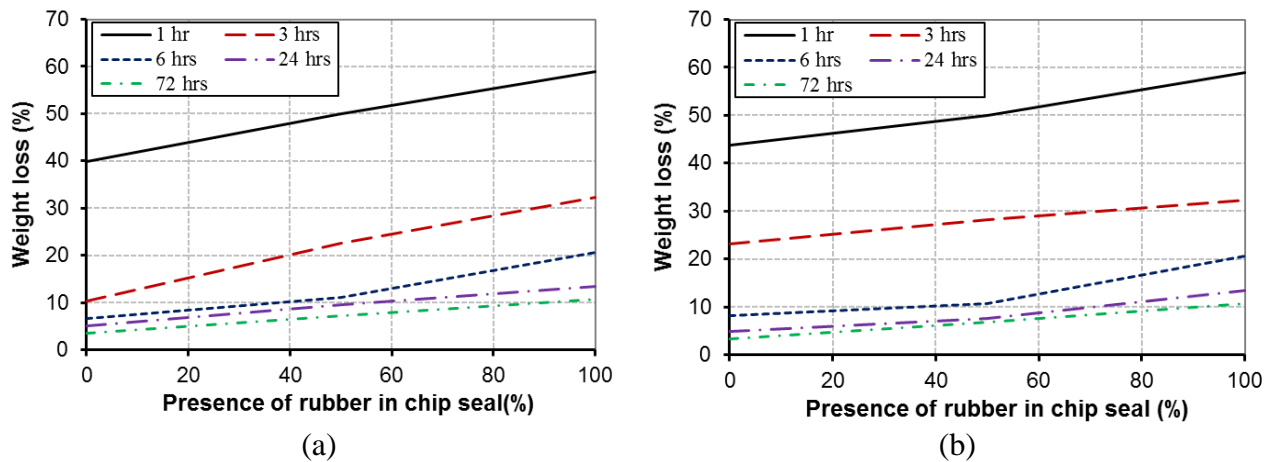 70
60
50
40
30
20
10
0
Weight loss (%)
1 hr 3 hrs
6 hrs 24 hrs
72 hrs
0 20 40 60 80 100
Presence of rubber in chip seal(%)
(a)
70
60
50
40
30
20
10
0
Weight loss (%)
1 hr 3 hrs
6 hrs 24 hrs
72 hrs
0 20 40 60 80 100
Presence of rubber in chip seal (%)
(b)